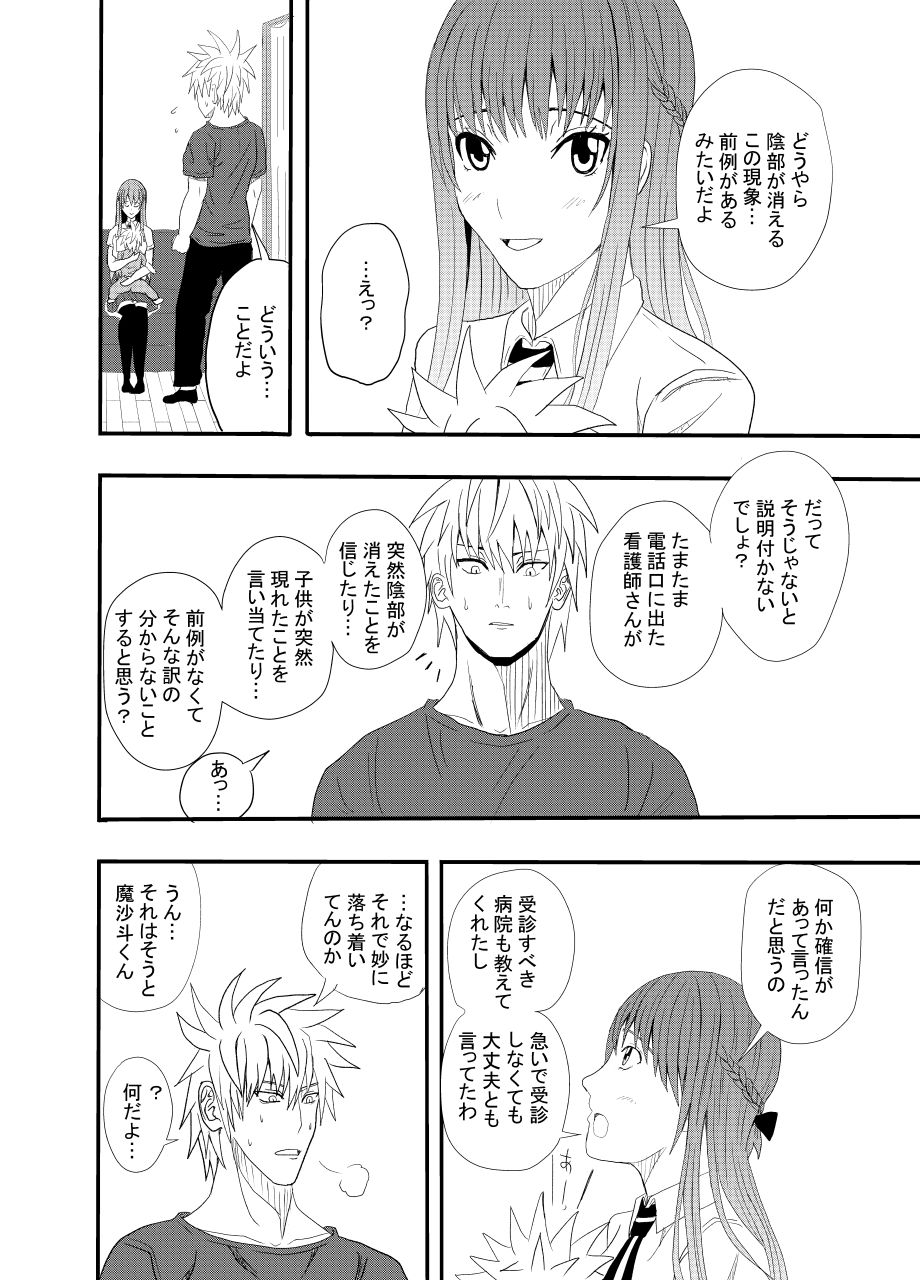 どうやら
陰部が消える
この現象…
前例がある
みたいだよ
…えっ？
どういう…
ことだよ
だって
そうじゃないと
説明付かない
でしょ？
たまたま
電話口に出た
看護師さんが
突然陰部が
消えたことを
信じたり…
子供が突然
現れたことを
言い当てたり…
前例がなくて
そんな訳の
分からないこと
すると思う？
あっ…
何か確信が
あって言ったん
だと思うの
受診すべき
病院も教えて
くれたし
急いで受診
しなくても
大丈夫とも
言ってたわ
ま
…なるほど
それで妙に
落ち着い
てんのか
うん…
それはそうと
魔沙斗くん
？
何だよ…